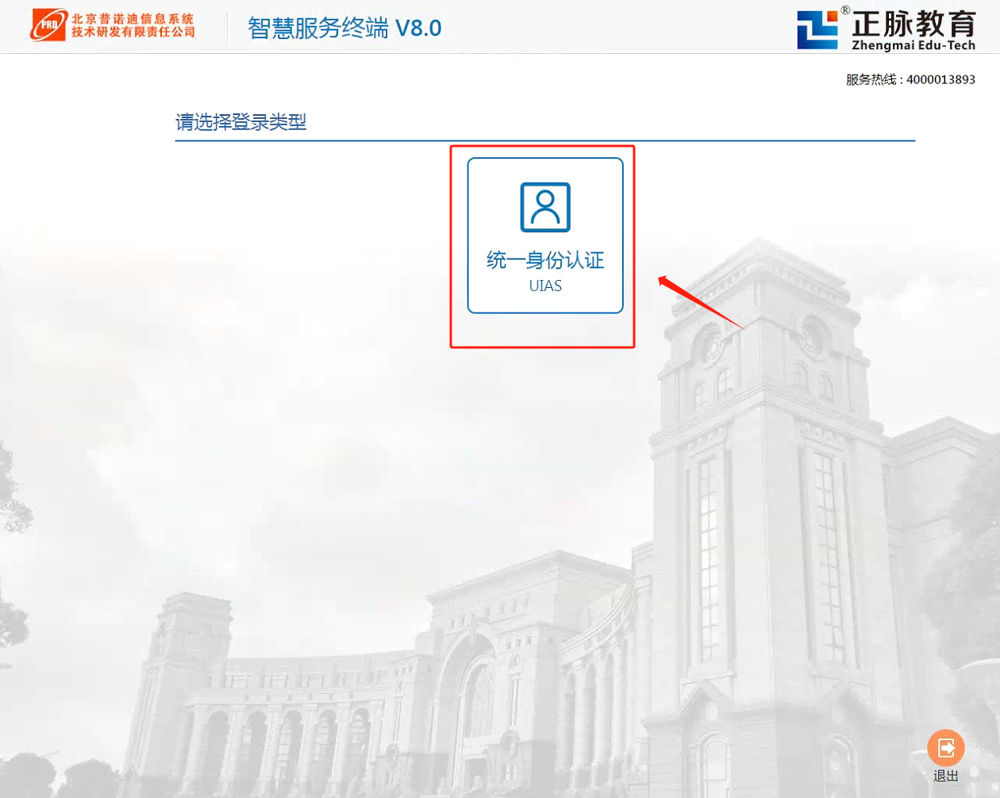 PRD
北京普诺迪信息系统
技术研发有限责任公司
智慧服务终端 V8.0
®
正脉教育
Zhengmai Edu-Tech
服务热线：4000013893
请选择登录类型
统一身份认证
UIAS
退出